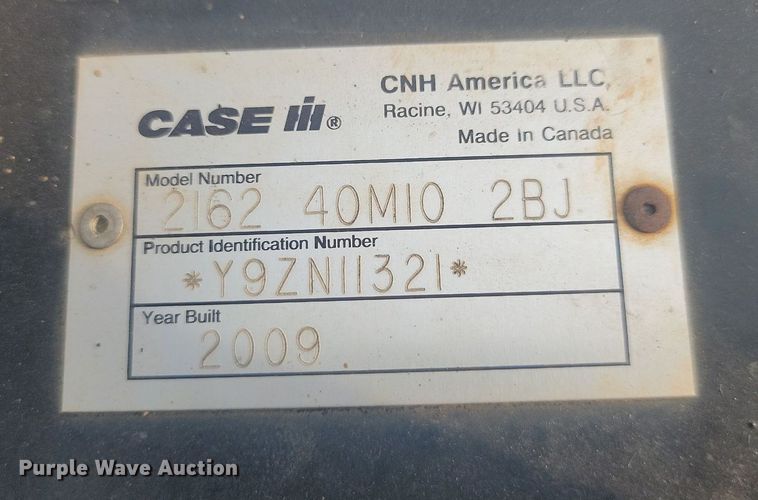 CASE IH®
CNH America LLC,
Racine, WI 53404 U.S.A.
Made in Canada
Model Number
2162 40M10 2BJ
Product Identification Number
*Y9ZN11321*
Year Built
2009
Purple Wave Auction